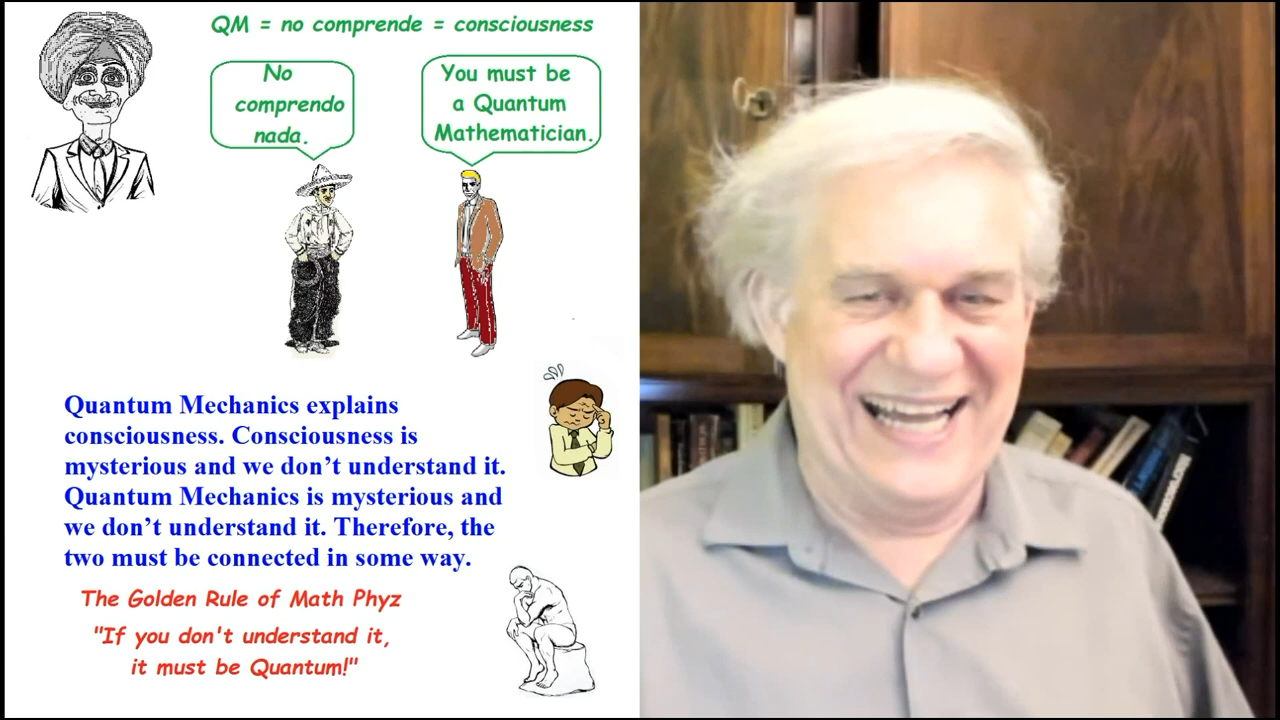 QM = no comprende = consciousness
No
comprendo
nada.
You must be
a Quantum
Mathematician.
Quantum Mechanics explains
consciousness. Consciousness is
mysterious and we don’t understand it.
Quantum Mechanics is mysterious and
we don’t understand it. Therefore, the
two must be connected in some way.
The Golden Rule of Math Phyz
"If you don't understand it,
it must be Quantum!"